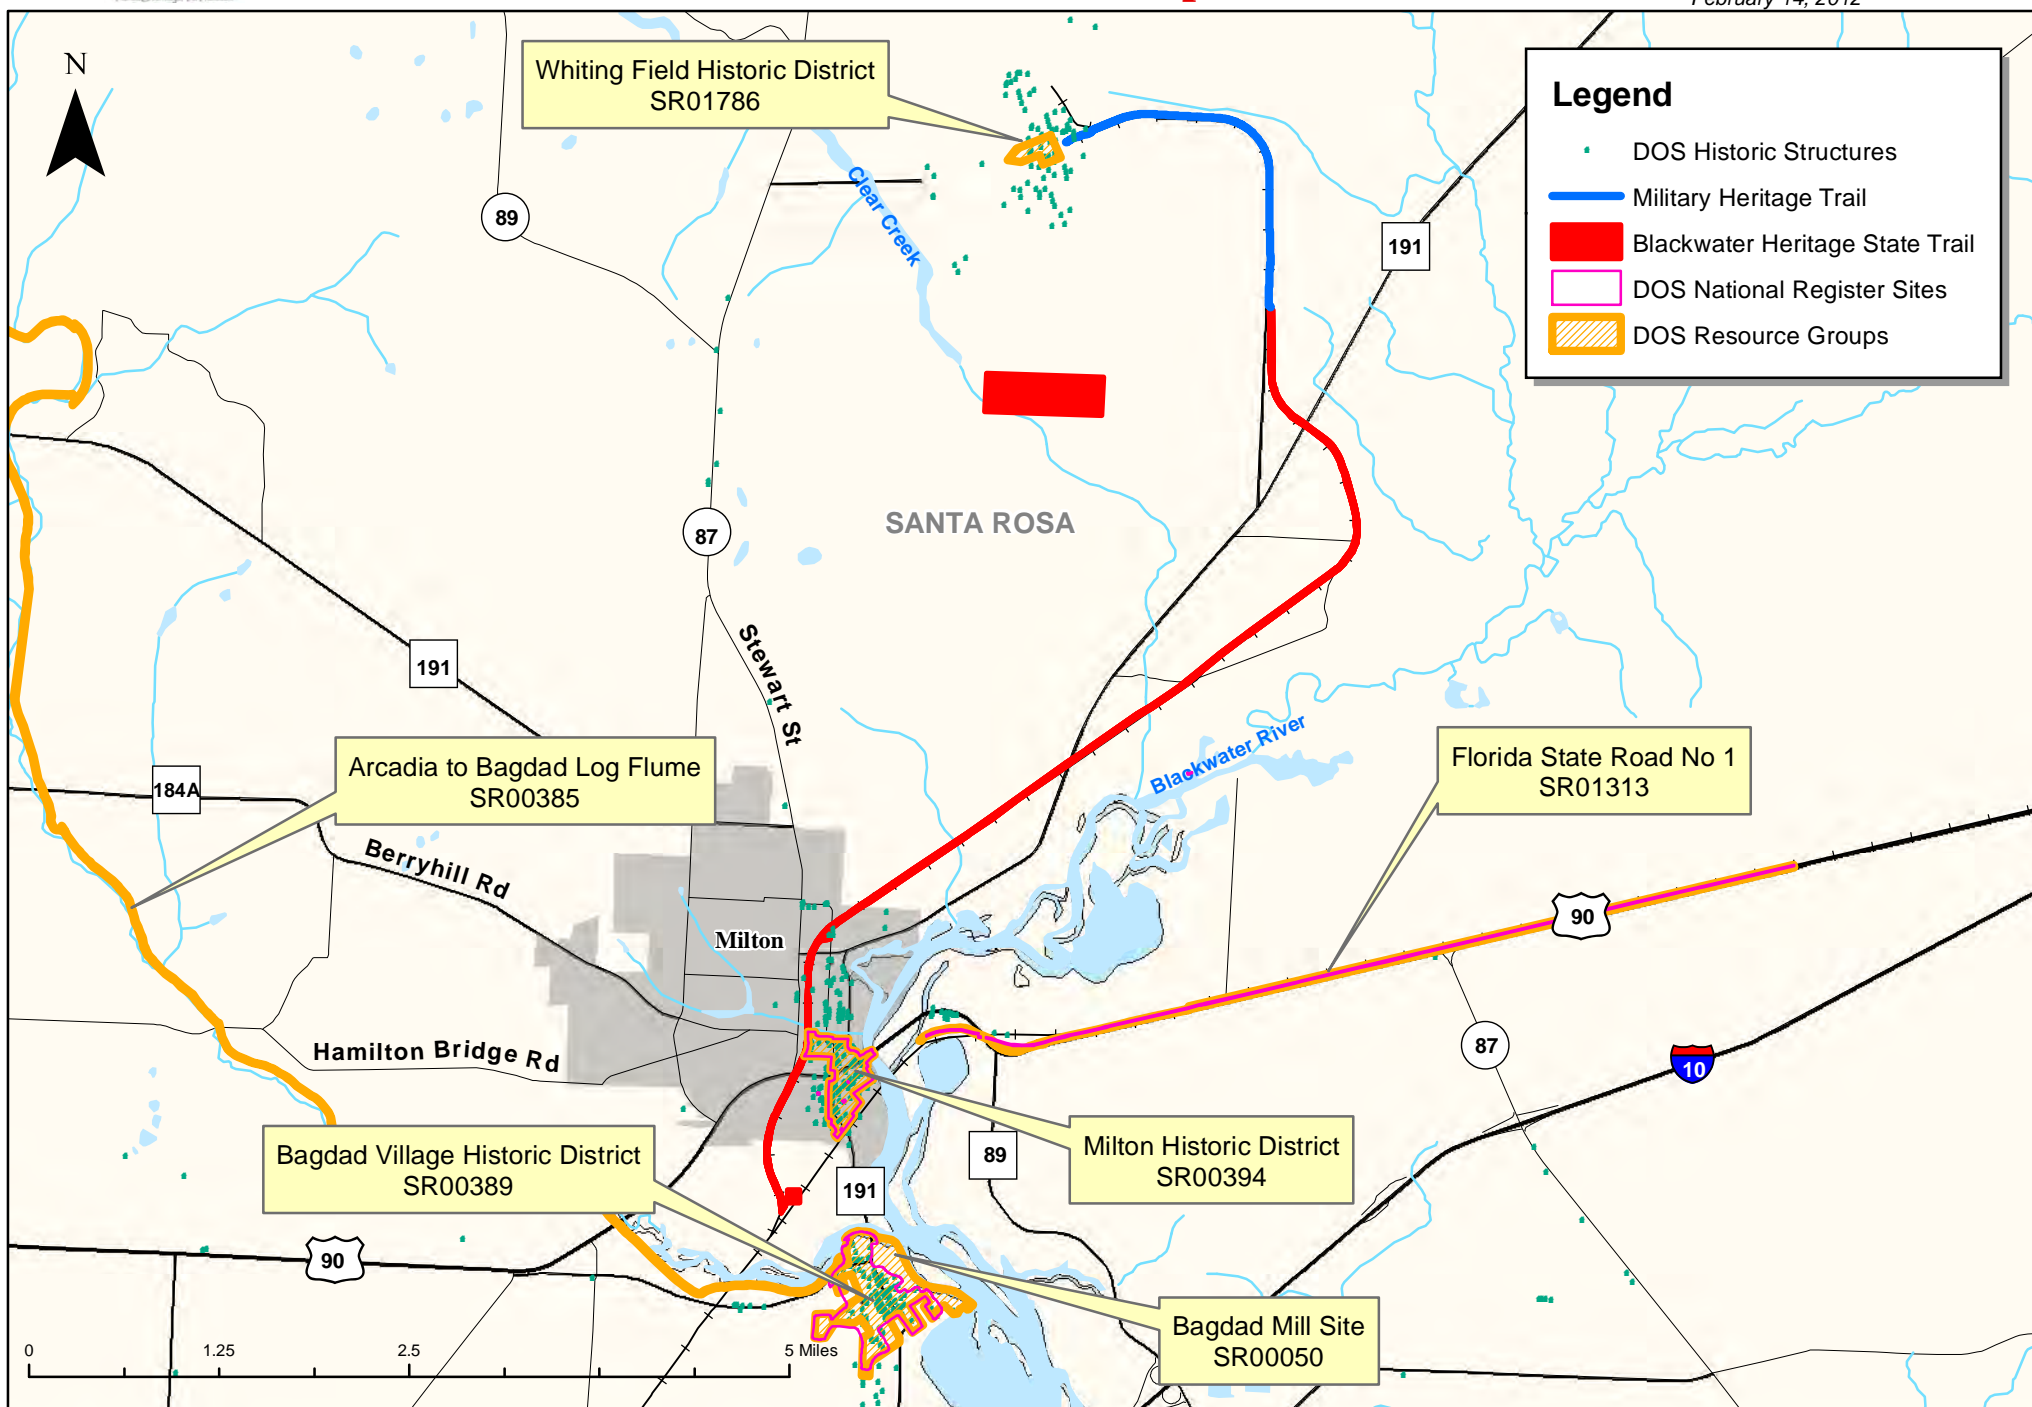 February 14, 2012
N
Whiting Field Historic District
SR01786
Legend
DOS Historic Structures
Military Heritage Trail
Blackwater Heritage State Trail
DOS National Register Sites
DOS Resource Groups
Clear Creek
89
191
87
SANTA ROSA
191
Stewart St
Blackwater River
Arcadia to Bagdad Log Flume
SR00385
184A
Florida State Road No 1
SR01313
Berryhill Rd
90
Milton
Hamilton Bridge Rd
87
10
Milton Historic District
SR00394
89
Bagdad Village Historic District
SR00389
191
90
Bagdad Mill Site
SR00050
0
1.25
2.5
5 Miles